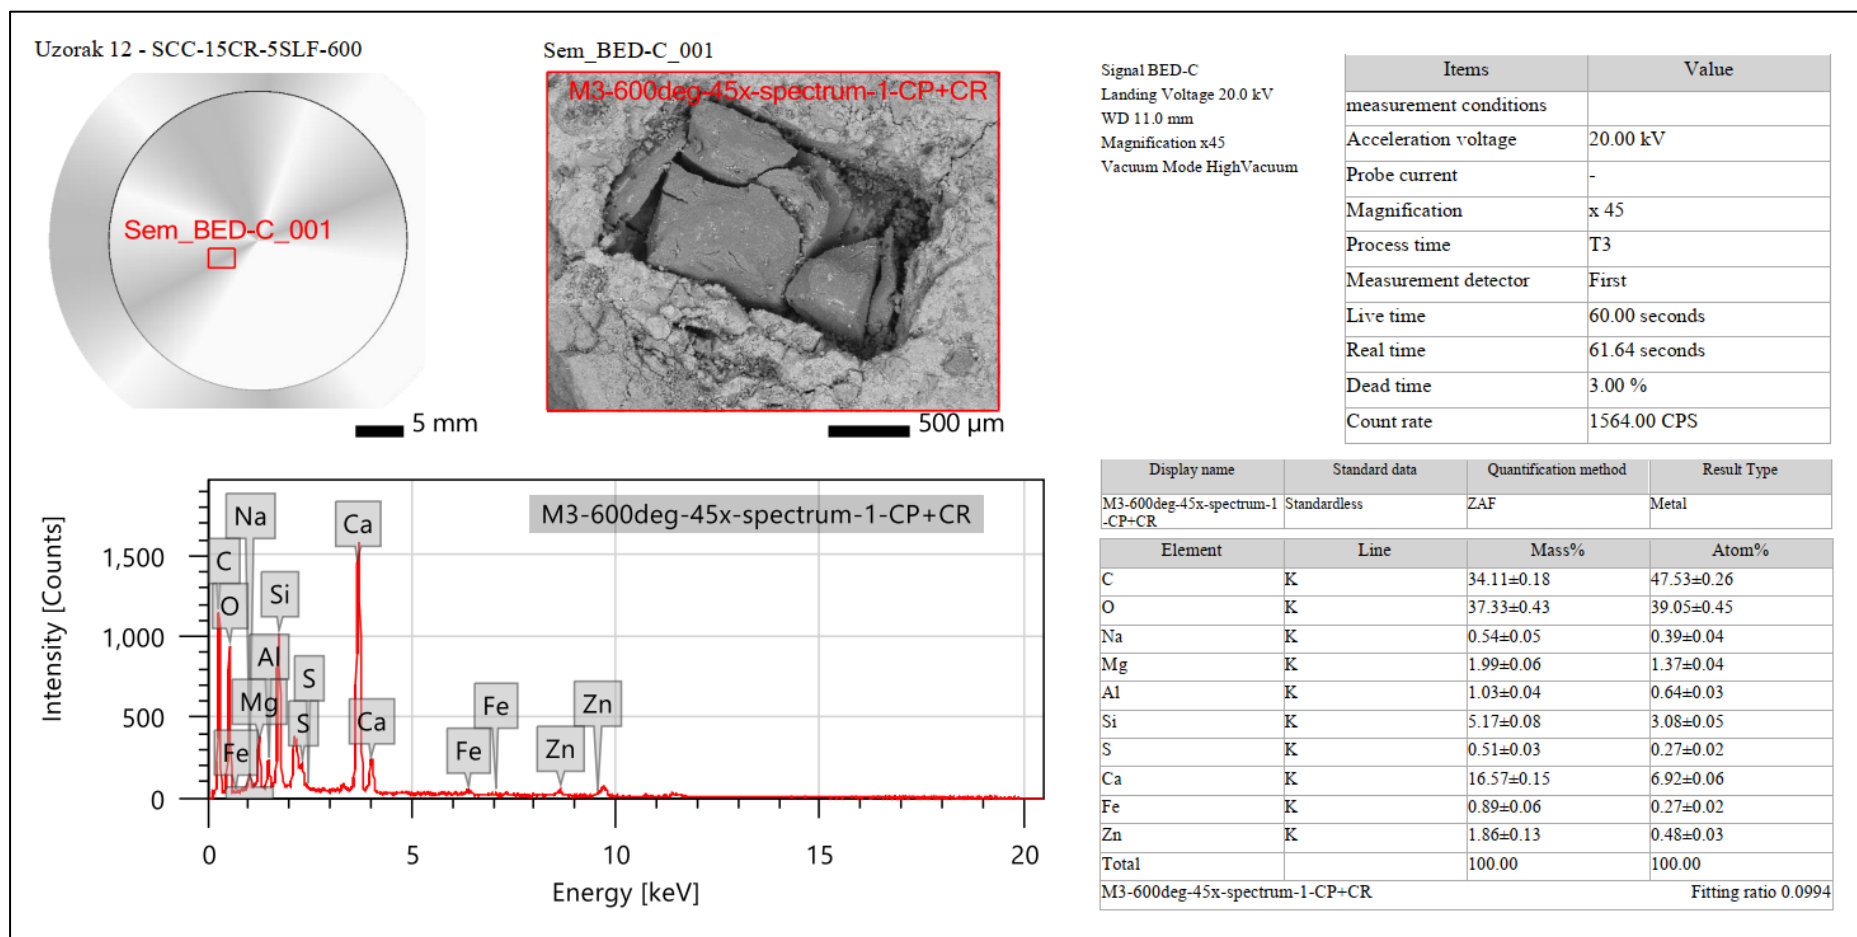 Uzorak 12 - SCC-15CR-5SLF-600
Sem_BED-C_001
Sem_BED-C_001
5 mm
M3-600deg-45x-spectrum-1-CP+CR
500 µm
Signal BED-C
Landing Voltage 20.0 kV
WD 11.0 mm
Magnification x45
Vacuum Mode HighVacuum
Items Value
measurement conditions
Acceleration voltage 20.00 kV
Probe current -
Magnification x 45
Process time T3
Measurement detector First
Live time 60.00 seconds
Real time 61.64 seconds
Dead time 3.00 %
Count rate 1564.00 CPS
Intensity [Counts]
1,500
1,000
500
0
M3-600deg-45x-spectrum-1-CP+CR
C
O
Fe
Na
Mg
Al
Si
S
S
Ca
Ca
Fe
Fe
Zn
Zn
0 5 10 15 20
Energy [keV]
Display name Standard data Quantification method Result Type
M3-600deg-45x-spectrum-1 Standardless ZAF Metal
-CP+CR
Element Line Mass% Atom%
C K 34.11±0.18 47.53±0.26
O K 37.33±0.43 39.05±0.45
Na K 0.54±0.05 0.39±0.04
Mg K 1.99±0.06 1.37±0.04
Al K 1.03±0.04 0.64±0.03
Si K 5.17±0.08 3.08±0.05
S K 0.51±0.03 0.27±0.02
Ca K 16.57±0.15 6.92±0.06
Fe K 0.89±0.06 0.27±0.02
Zn K 1.86±0.13 0.48±0.03
Total 100.00 100.00
M3-600deg-45x-spectrum-1-CP+CR Fitting ratio 0.0994